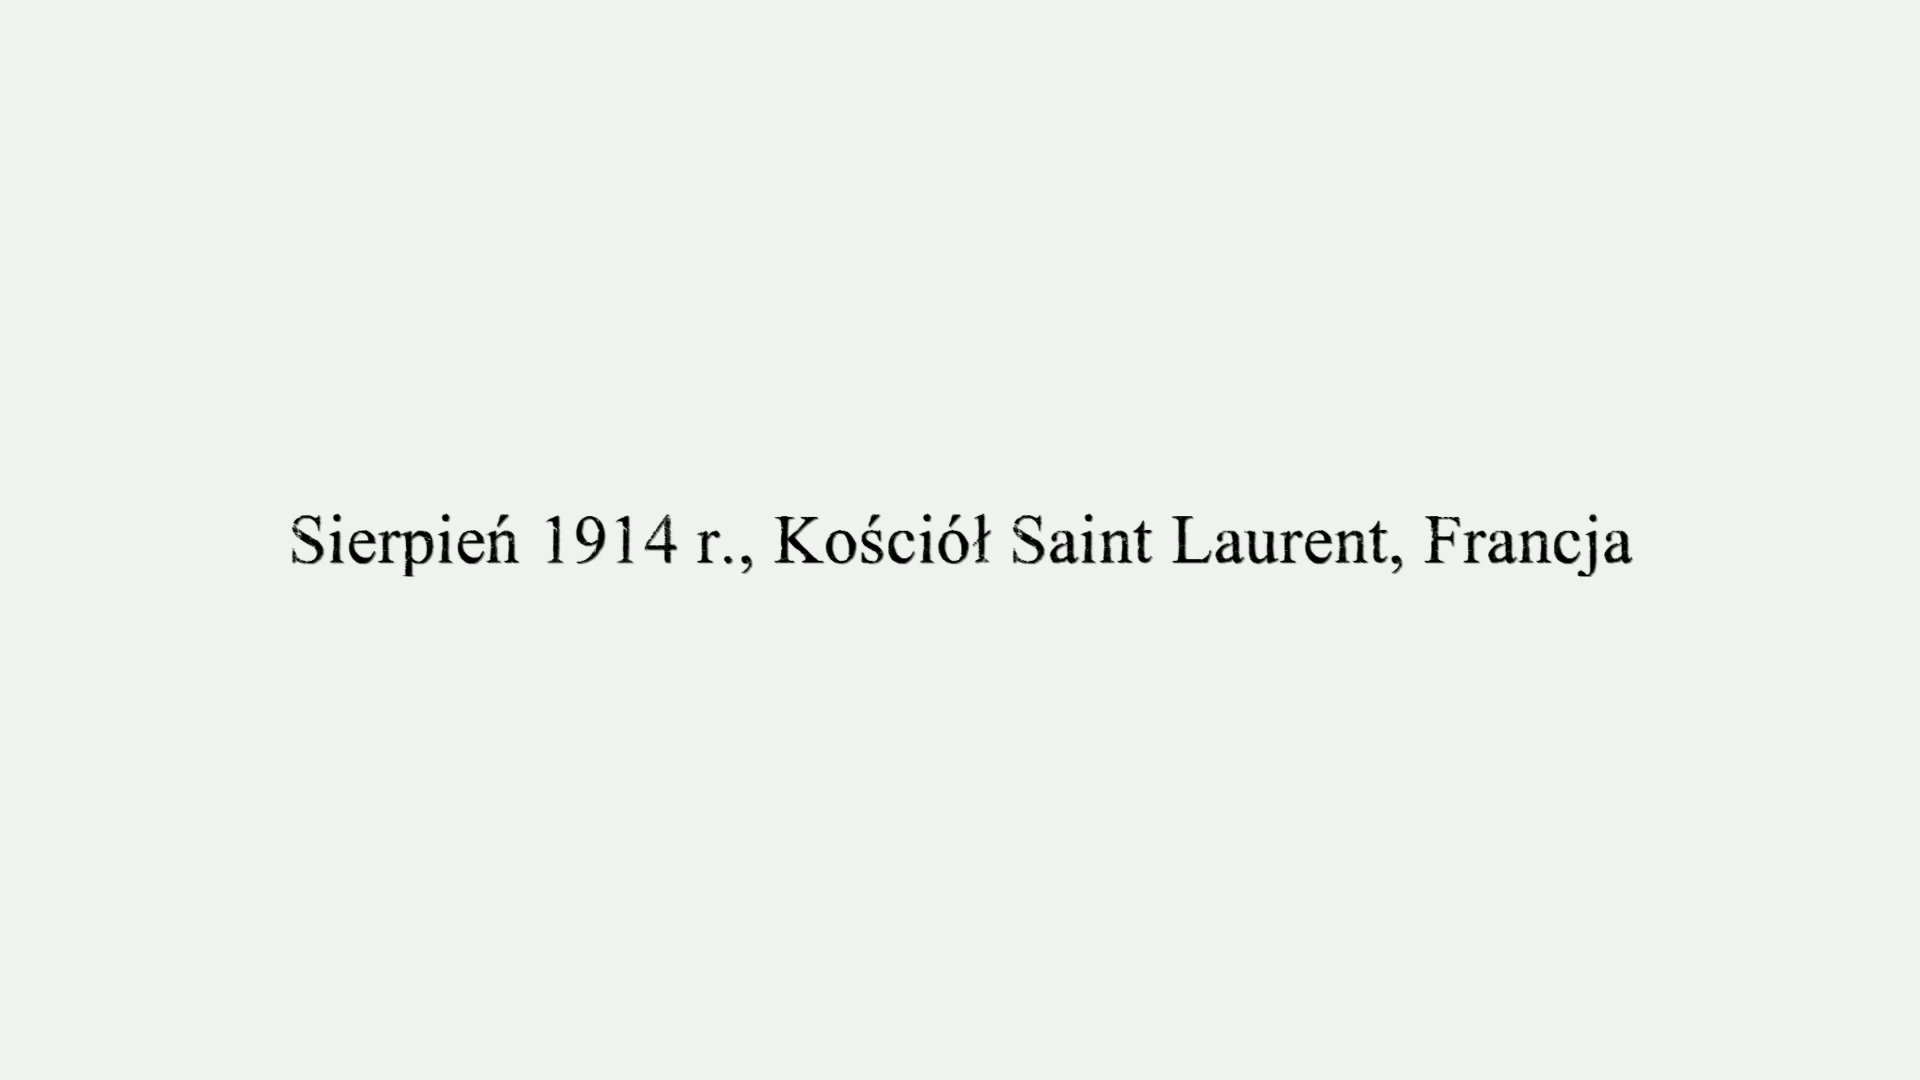 Sierpień 1914 r., Kościół Saint Laurent, Francja